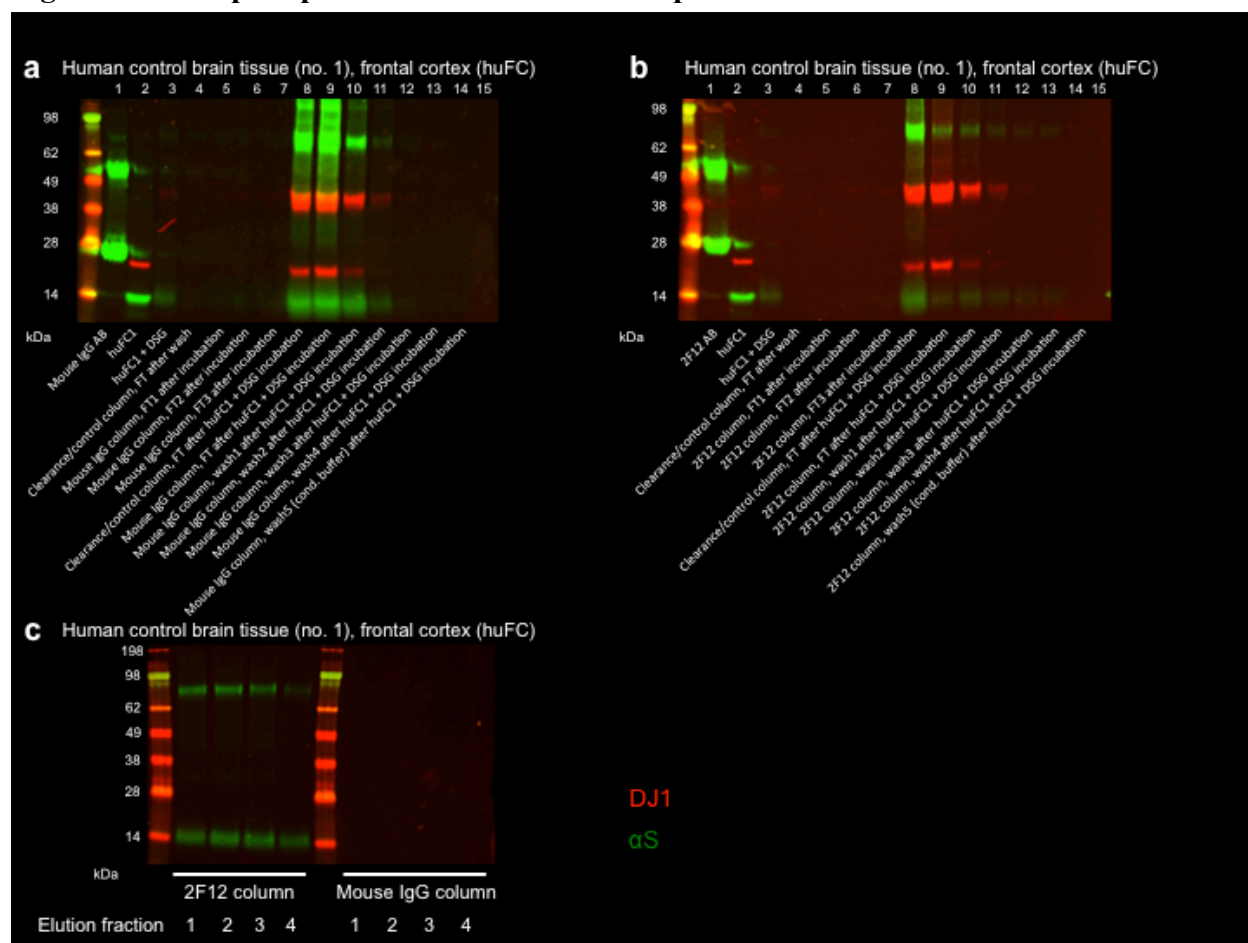 a Human control brain tissue (no. 1), frontal cortex (huFC)
1 2 3 4 5 6 7 8 9 10 11 12 13 14 15
98
62
49
38
28
14
kDa
Mouse IgG AB
huFC1
huFC1 + DSG
Clearance/control column, FT after wash
Mouse IgG column, FT1 after incubation
Mouse IgG column, FT2 after incubation
Mouse IgG column, FT3 after incubation
Clearance/control column, FT after huFC1 + DSG incubation
Mouse IgG column, FT after huFC1 + DSG incubation
Mouse IgG column, wash1 after huFC1 + DSG incubation
Mouse IgG column, wash2 after huFC1 + DSG incubation
Mouse IgG column, wash3 after huFC1 + DSG incubation
Mouse IgG column, wash4 after huFC1 + DSG incubation
Mouse IgG column, wash5 (cond. buffer) after huFC1 + DSG incubation
b Human control brain tissue (no. 1), frontal cortex (huFC)
1 2 3 4 5 6 7 8 9 10 11 12 13 14 15
98
62
49
38
28
14
kDa
2F12 AB
huFC1
huFC1 + DSG
Clearance/control column, FT after wash
2F12 column, FT1 after incubation
2F12 column, FT2 after incubation
2F12 column, FT3 after incubation
Clearance/control column, FT after huFC1 + DSG incubation
2F12 column, FT after huFC1 + DSG incubation
2F12 column, wash1 after huFC1 + DSG incubation
2F12 column, wash2 after huFC1 + DSG incubation
2F12 column, wash3 after huFC1 + DSG incubation
2F12 column, wash4 after huFC1 + DSG incubation
2F12 column, wash5 (cond. buffer) after huFC1 + DSG incubation
c Human control brain tissue (no. 1), frontal cortex (huFC)
198
98
62
49
38
28
14
kDa
2F12 column Mouse IgG column
Elution fraction 1 2 3 4 1 2 3 4
DJ1
αS